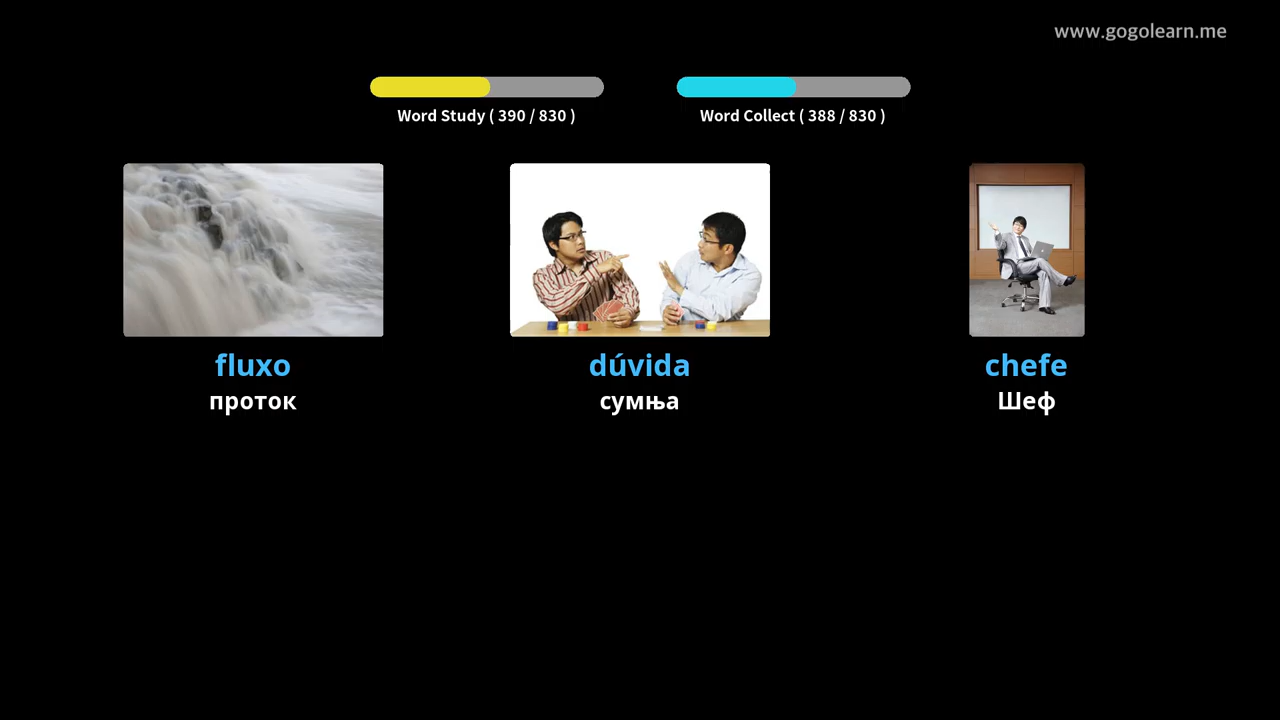 www.gogolearn.me
Word Study ( 390 / 830 )
Word Collect ( 388 / 830 )
fluxo
проток
dúvida
сумња
chefe
Шеф